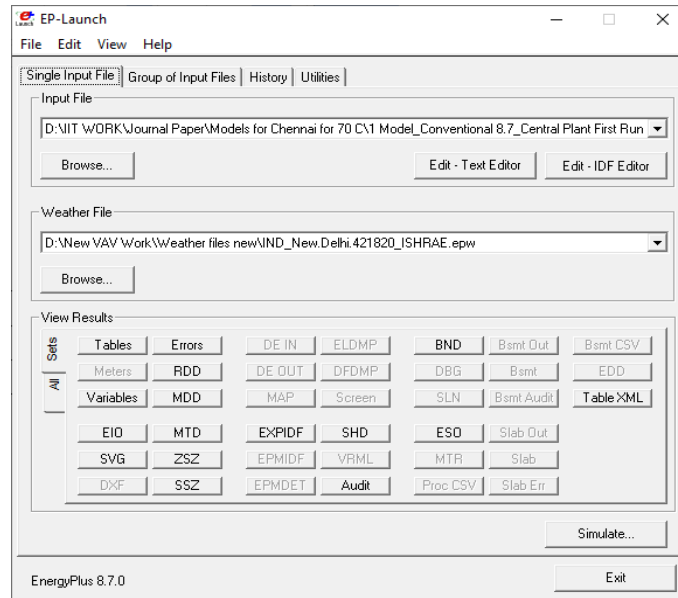 EP-Launch
File Edit View Help
Single Input File Group of Input Files History Utilities
Input File
D:\IIT WORK\Journal Paper\Models for Chennai for 70 C\1 Model_Conventional 8.7_Central Plant First Run
Browse... Edit - Text Editor Edit - IDF Editor
Weather File
D:\New VAV Work\Weather files new\IND_New.Delhi.421820_ISHRAE.epw
Browse...
View Results
Sets
All
Tables Errors DE IN ELDMP BND Bsmt Out Bsmt CSV
Meters RDD DE OUT DFDMP DBG Bsmt EDD
Variables MDD MAP Screen SLN Bsmt Audit Table XML
EIO MTD EXPIDF SHD ESO Slab Out
SVG ZSZ EPMIDF VRML MTR Slab
DXF SSZ EPMDET Audit Proc CSV Slab Err
Simulate...
EnergyPlus 8.7.0 Exit